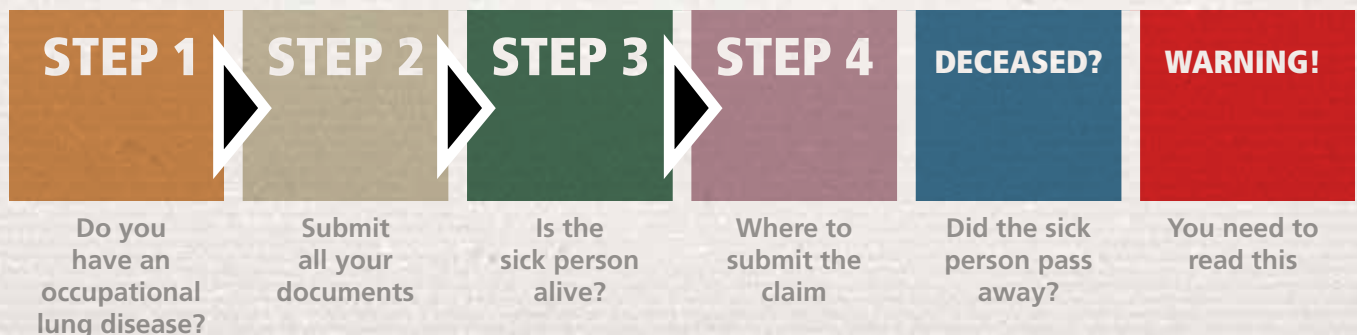 STEP 1
STEP 2
STEP 3
STEP 4
DECEASED?
WARNING!
Do you
have an
occupational
lung disease?
Submit
all your
documents
Is the
sick person
alive?
Where to
submit the
claim
Did the sick
person pass
away?
You need to
read this